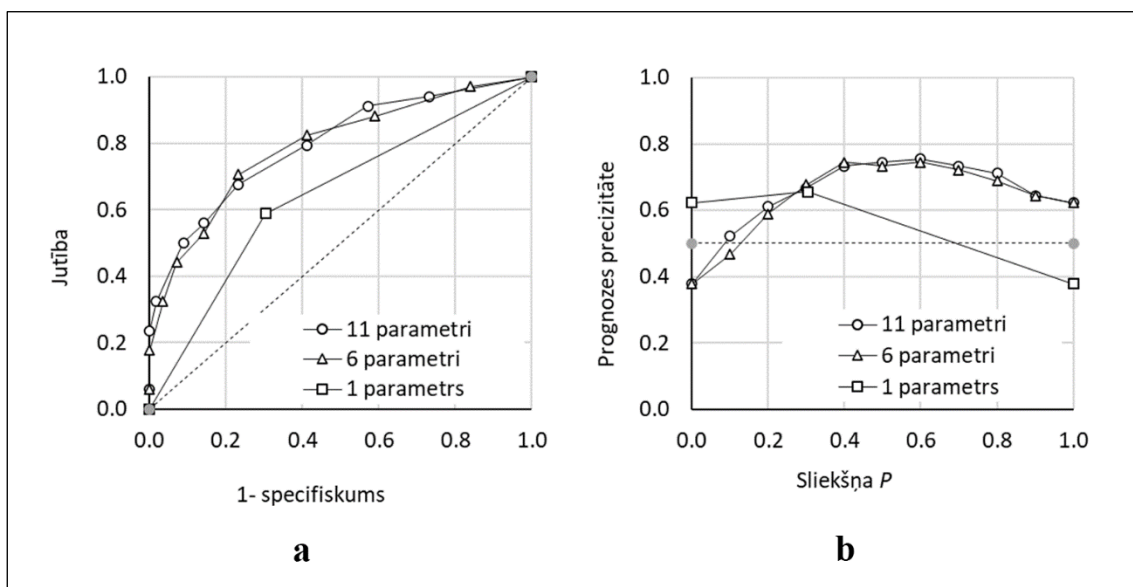 Jutība
1.0
0.8
0.6
0.4
0.2
0.0
0.0 0.2 0.4 0.6 0.8 1.0
1- specifiskums
11 parametri
6 parametri
1 parametrs
a
Prognozes precizitāte
1.0
0.8
0.6
0.4
0.2
0.0
0.0 0.2 0.4 0.6 0.8 1.0
Sliekšņa P
11 parametri
6 parametri
1 parametrs
b